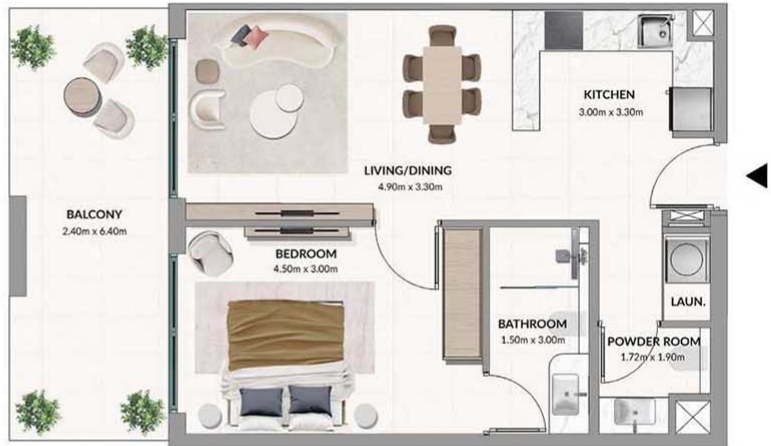 KITCHEN
3.00m x 3.30m
LIVING/DINING
4.90m x 3.30m
BALCONY
2.40m x 6.40m
BEDROOM
4.50m x 3.00m
LAUN.
BATHROOM
1.50m x 3.00m
POWDER ROOM
1.72m x 1.90m